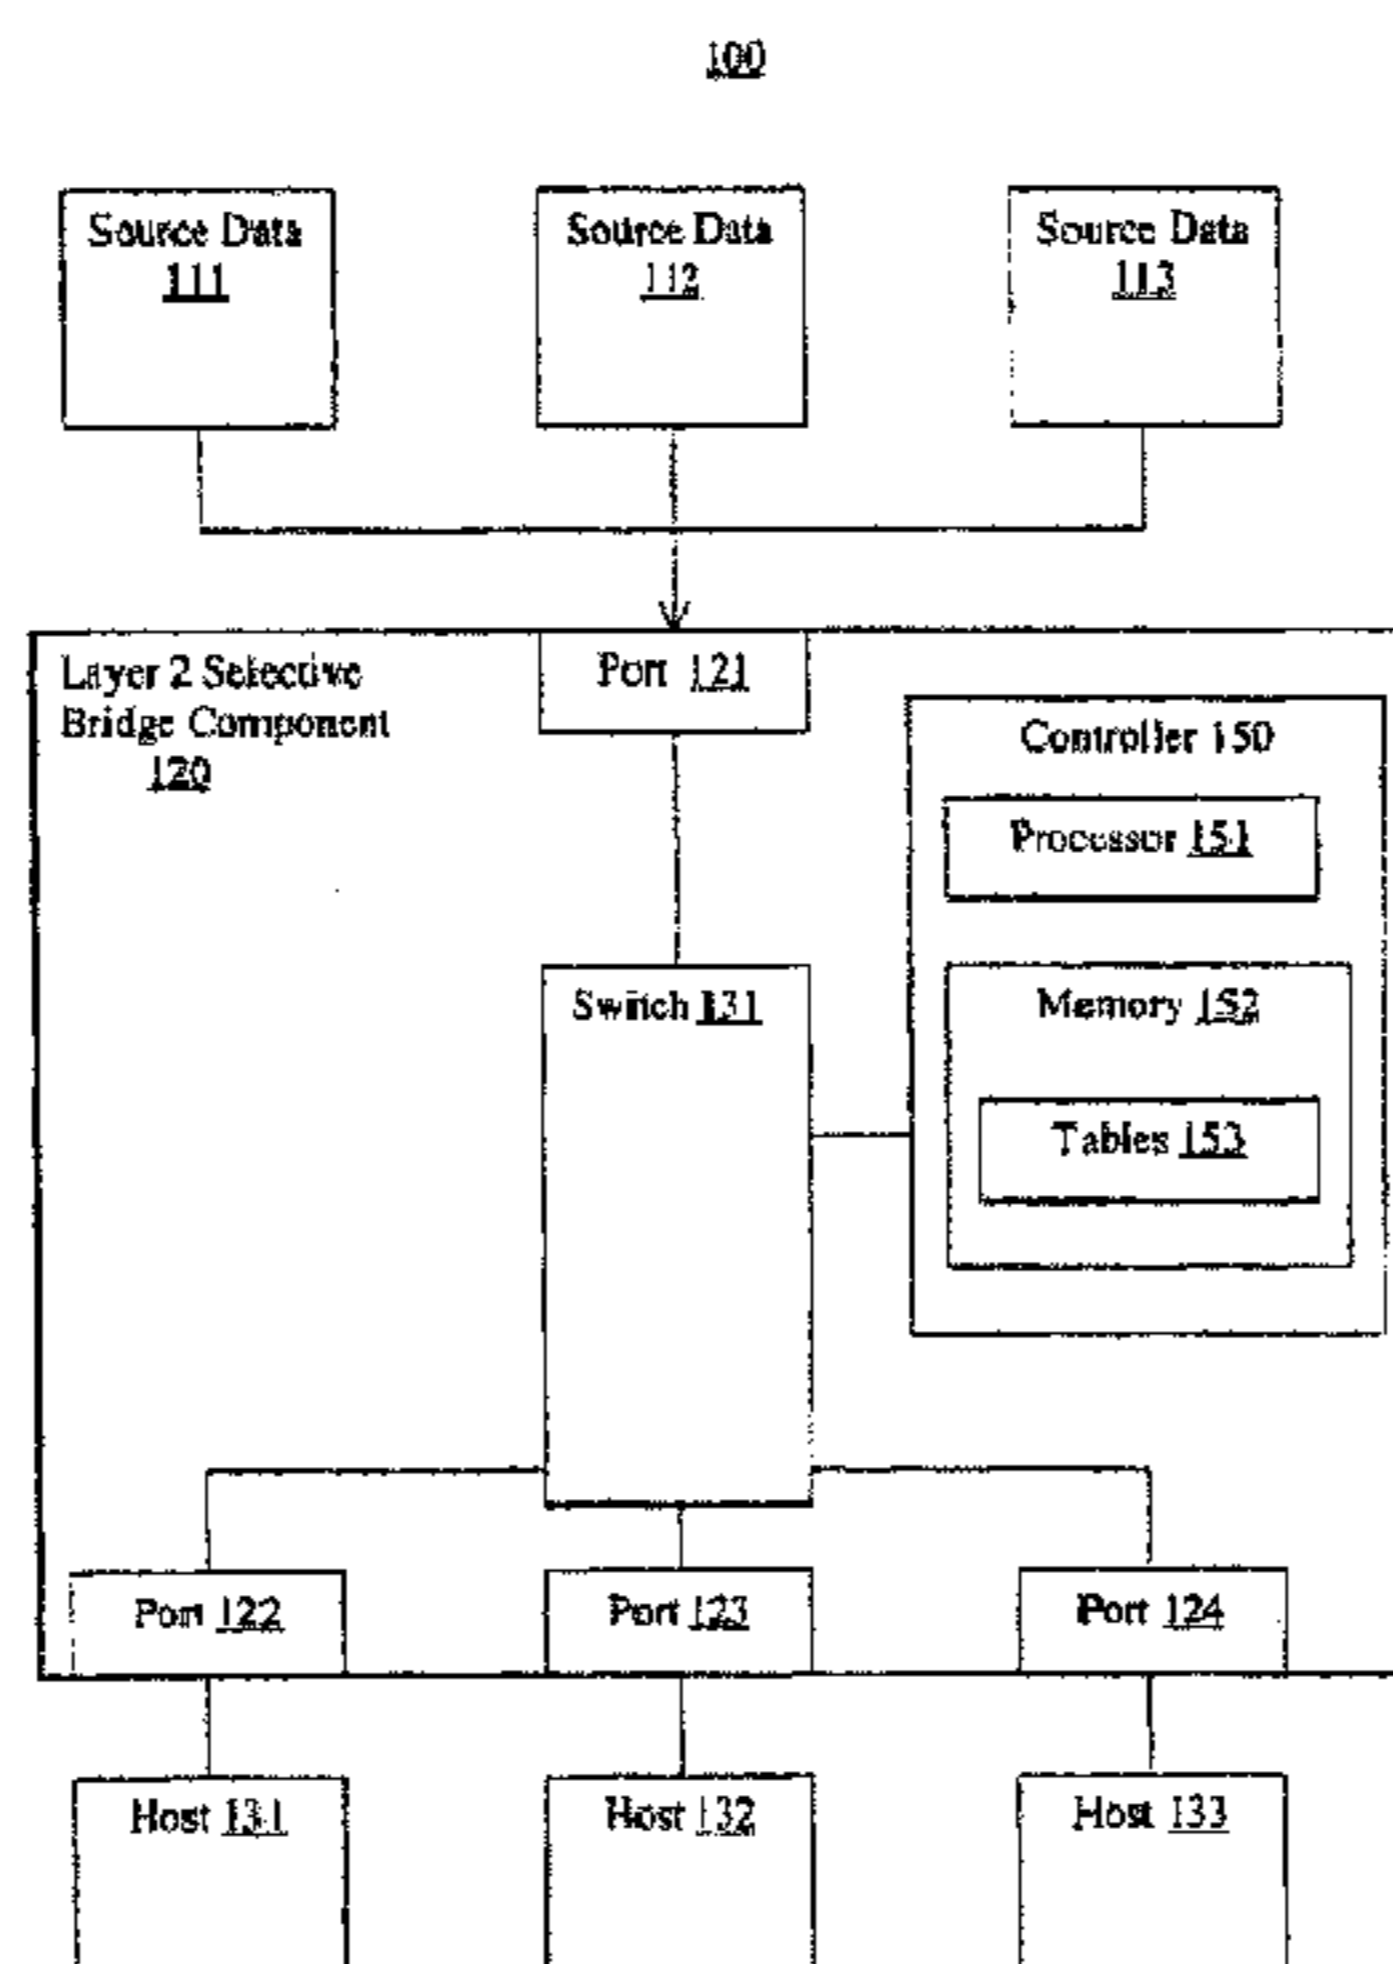 100
Source Data
111
Source Data
112
Source Data
113
Layer 2 Selective
Bridge Component
120
Port 121
Controller 150
Processor 151
Memory 152
Tables 153
Switch 131
Port 122
Port 123
Port 124
Host 131
Host 132
Host 133